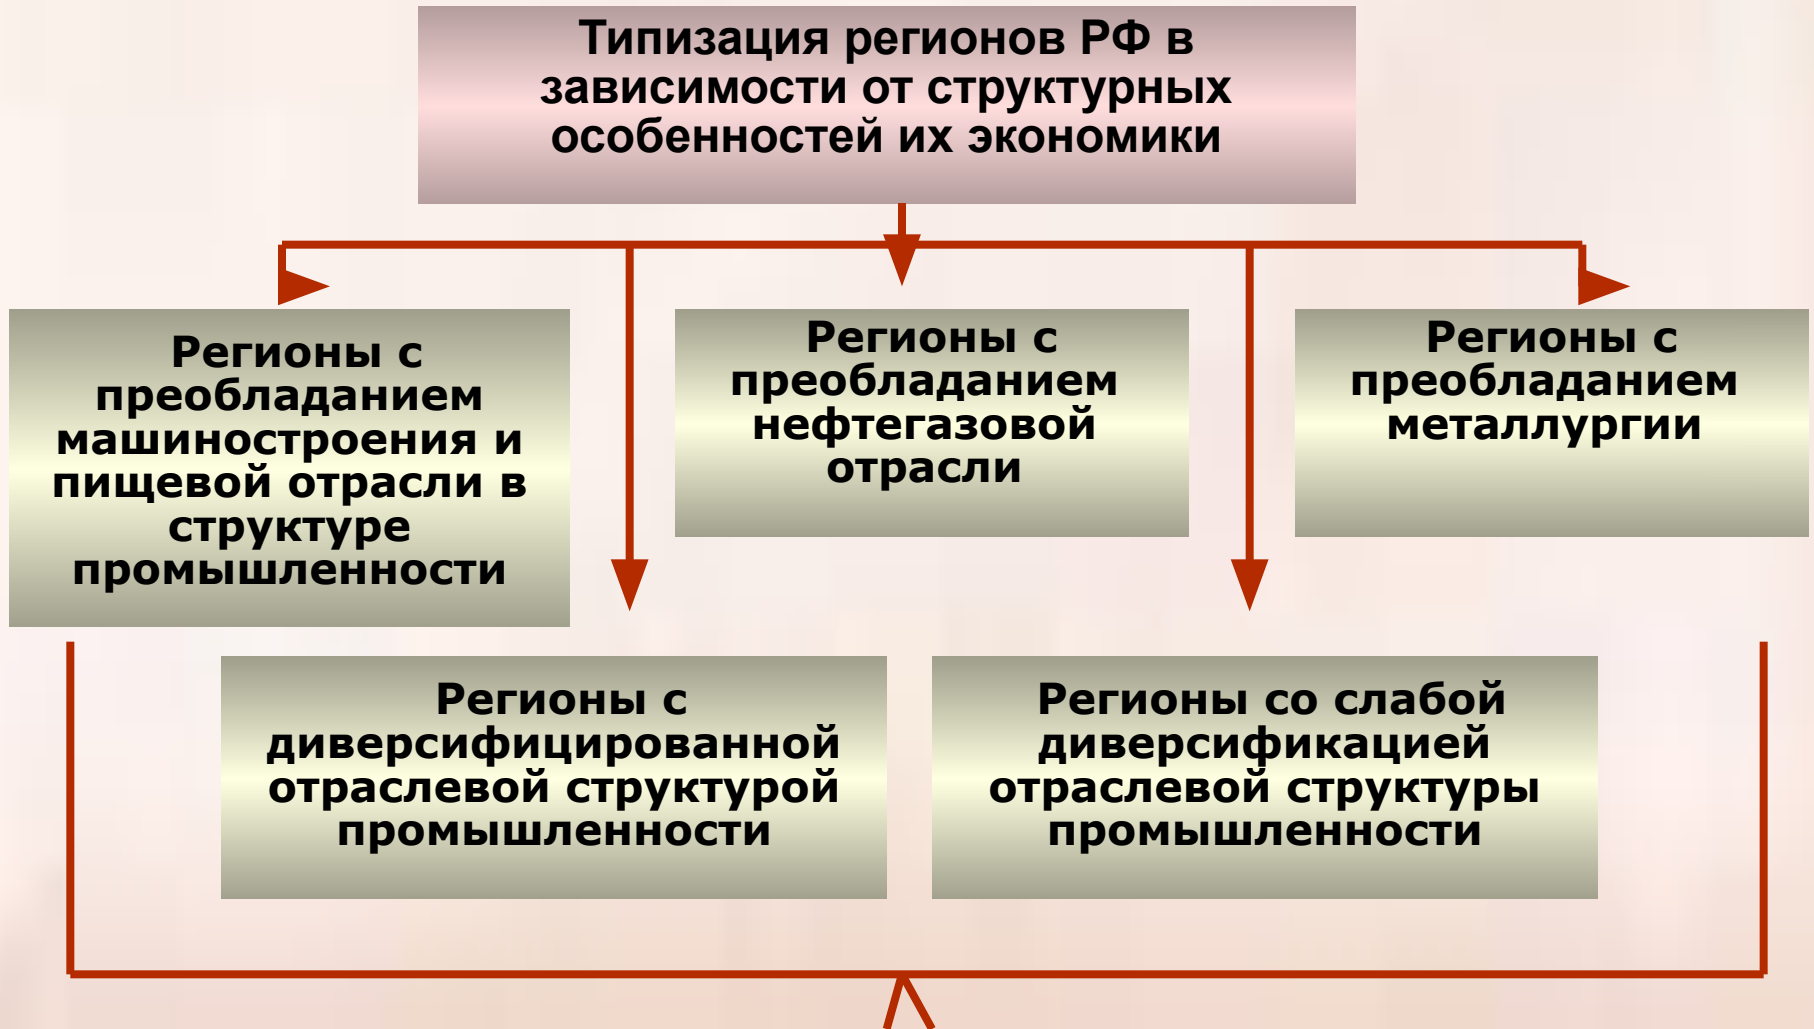 Типизация регионов РФ в
зависимости от структурных
особенностей их экономики
Регионы с
преобладанием
машиностроения и
пищевой отрасли в
структуре
промышленности
Регионы с
преобладанием
нефтегазовой
отрасли
Регионы с
преобладанием
металлургии
Регионы с
диверсифицированной
отраслевой структурой
промышленности
Регионы со слабой
диверсификацией
отраслевой структуры
промышленности